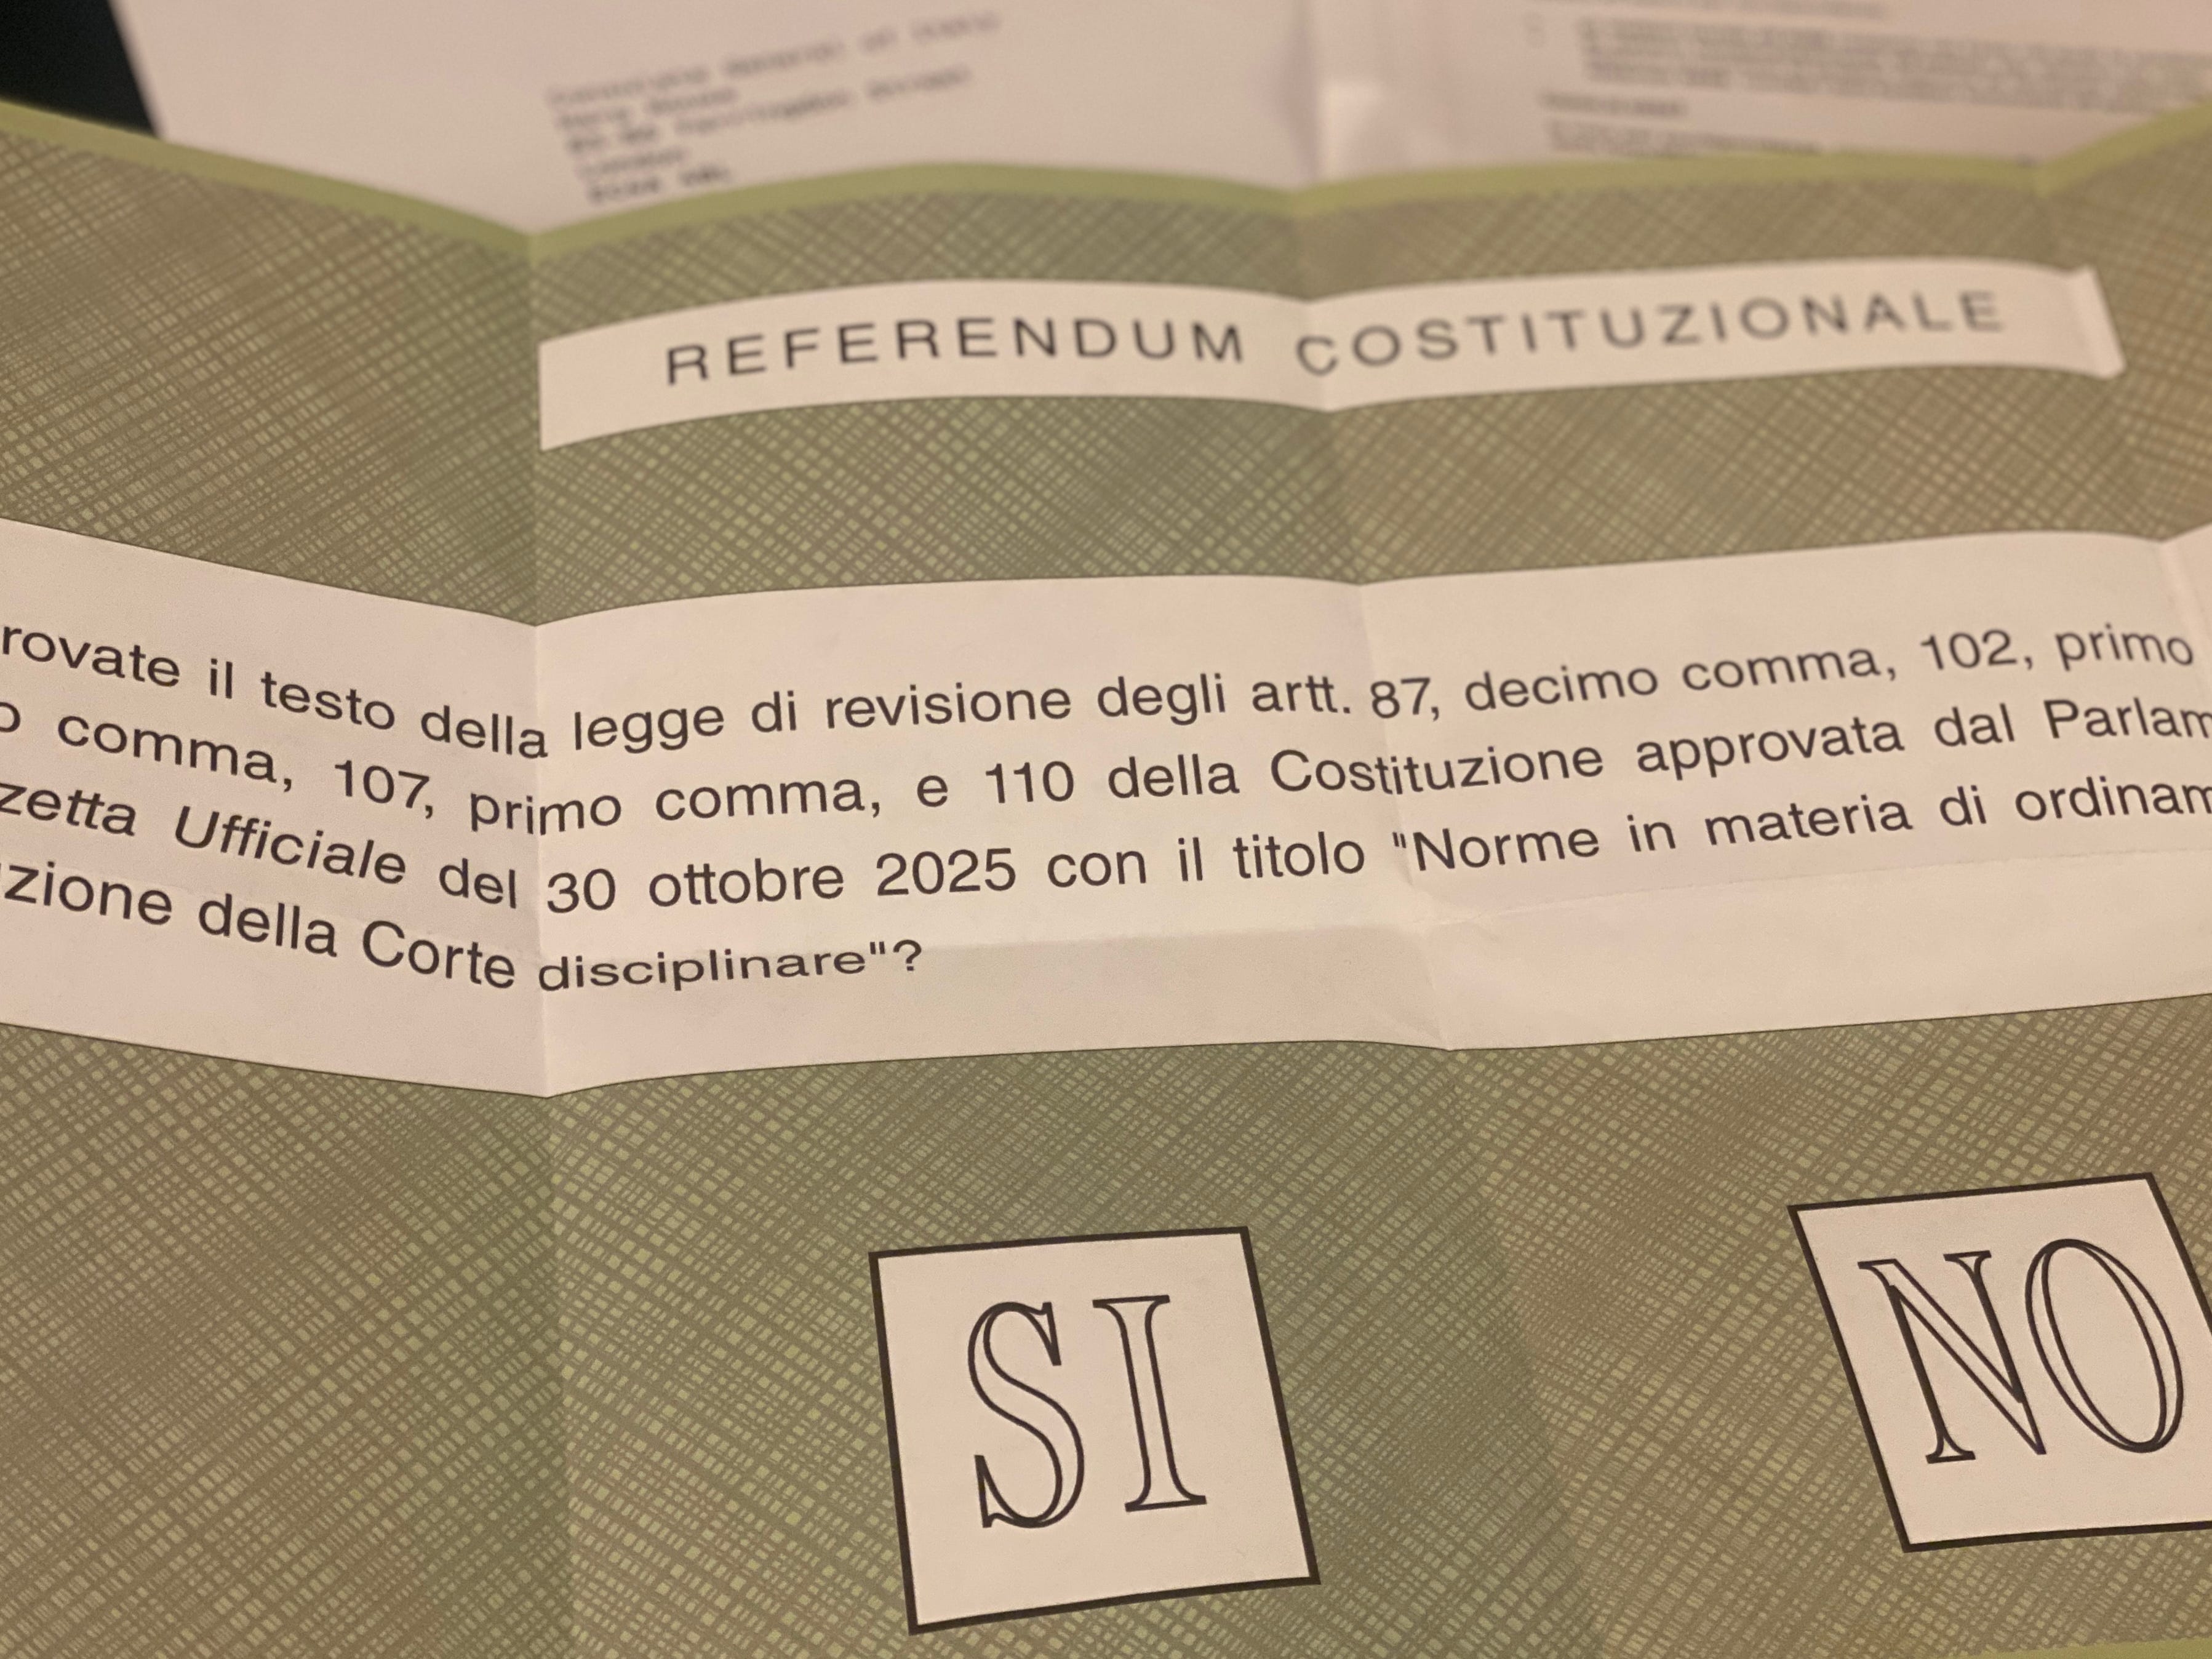 London
REFERENDUM COSTITUZIONALE
rovate il testo della legge di revisione degli artt. 87, decimo comma, 102, primo
o comma, 107, primo comma, e 110 della Costituzione approvata dal Parlam
zetta Ufficiale del 30 ottobre 2025 con il titolo "Norme in materia di ordinam
zione della Corte disciplinare"?
SI
NO